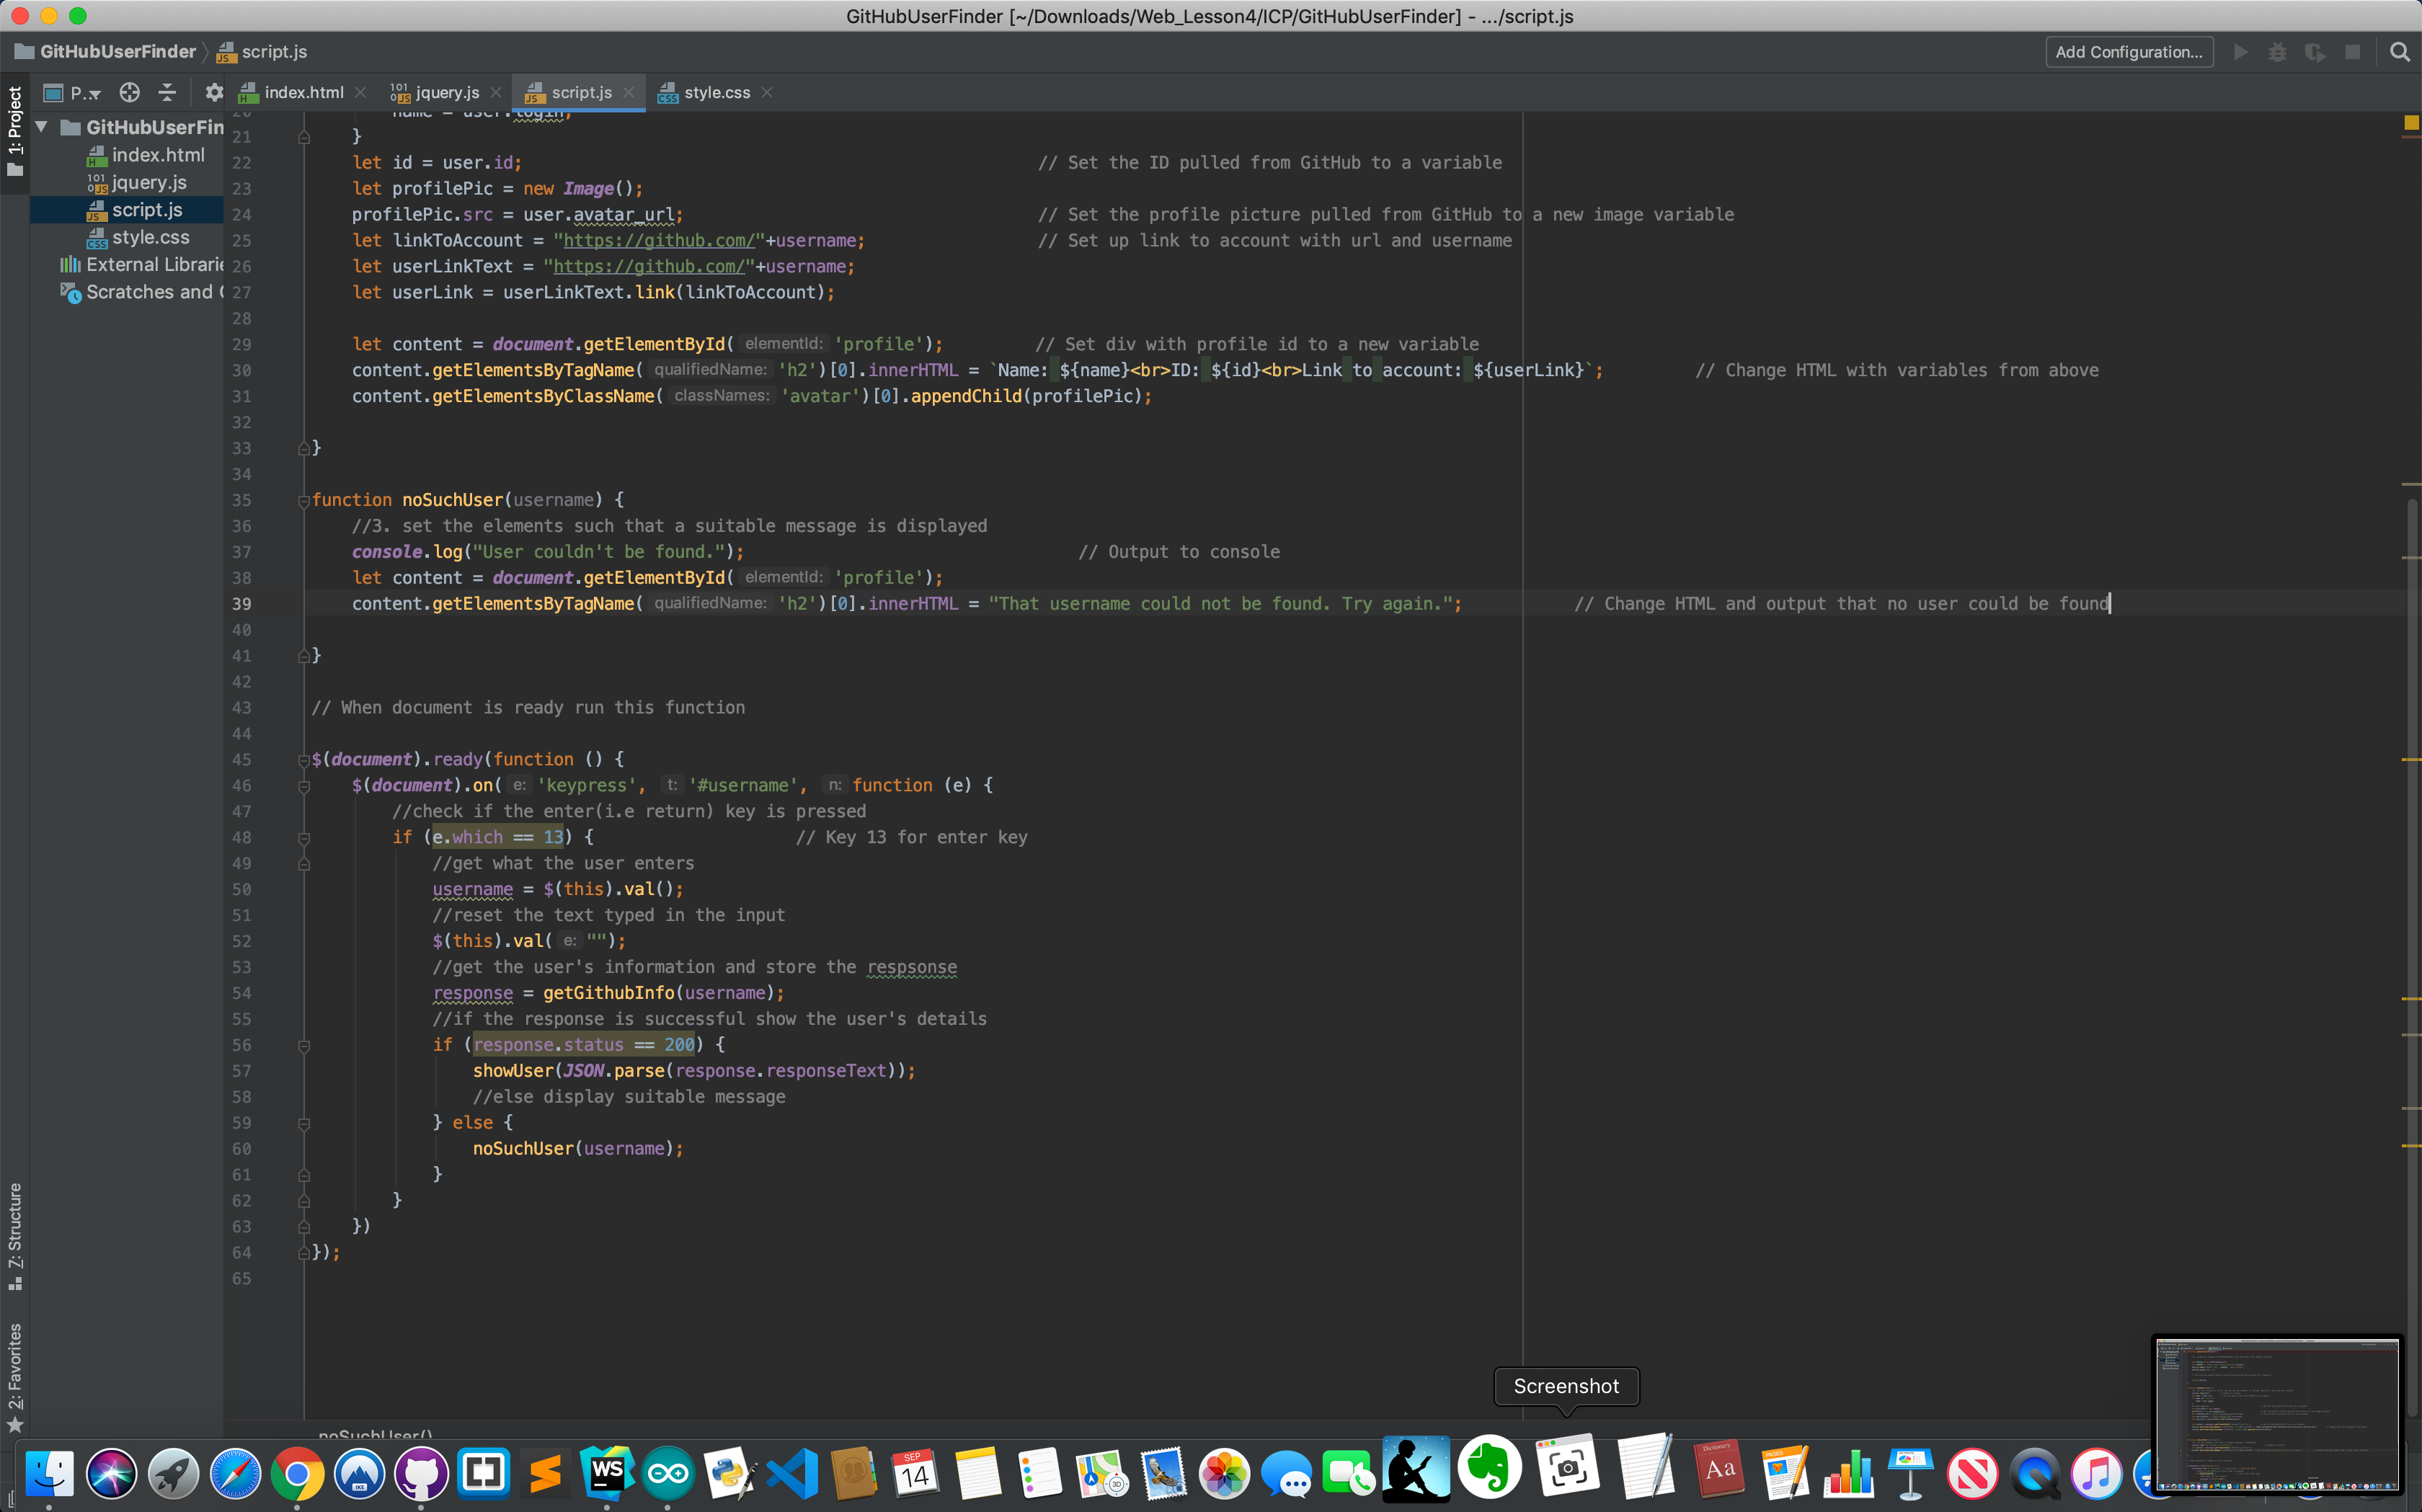 GitHubUserFinder [~/Downloads/Web_Lesson4/ICP/GitHubUserFinder] - .../script.js
GitHubUserFinder script.js
Add Configuration...
P..
index.html
jquery.js
script.js
style.css
1: Project
GitHubUserFin
index.html
jquery.js
script.js
style.css
External Librarie
Scratches and
7: Structure
2: Favorites
20 name = user.login;
21 }
22 let id = user.id; // Set the ID pulled from GitHub to a variable
23 let profilePic = new Image();
24 profilePic.src = user.avatar_url; // Set the profile picture pulled from GitHub to a new image variable
25 let linkToAccount = "https://github.com/"+username; // Set up link to account with url and username
26 let userLinkText = "https://github.com/"+username;
27 let userLink = userLinkText.link(linkToAccount);
28
29 let content = document.getElementById( elementId: 'profile'); // Set div with profile id to a new variable
30 content.getElementsByTagName( qualifiedName: 'h2')[0].innerHTML = `Name: ${name}<br>ID: ${id}<br>Link to account: ${userLink}`; // Change HTML with variables from above
31 content.getElementsByClassName( classNames: 'avatar')[0].appendChild(profilePic);
32
33 }
34
35 function noSuchUser(username) {
36 //3. set the elements such that a suitable message is displayed
37 console.log("User couldn't be found."); // Output to console
38 let content = document.getElementById( elementId: 'profile');
39 content.getElementsByTagName( qualifiedName: 'h2')[0].innerHTML = "That username could not be found. Try again."; // Change HTML and output that no user could be found
40
41 }
42
43 // When document is ready run this function
44
45 $(document).ready(function () {
46 $(document).on( e: 'keypress', t: '#username', n: function (e) {
47 //check if the enter(i.e return) key is pressed
48 if (e.which == 13) { // Key 13 for enter key
49 //get what the user enters
50 username = $(this).val();
51 //reset the text typed in the input
52 $(this).val( e: "");
53 //get the user's information and store the respsonse
54 response = getGithubInfo(username);
55 //if the response is successful show the user's details
56 if (response.status == 200) {
57 showUser(JSON.parse(response.responseText));
58 //else display suitable message
59 } else {
60 noSuchUser(username);
61 }
62 }
63 })
64 });
65
noSuchUser()
Screenshot
IKE
WS
SEP
14
3D
Dictionary
Aa
PAGES